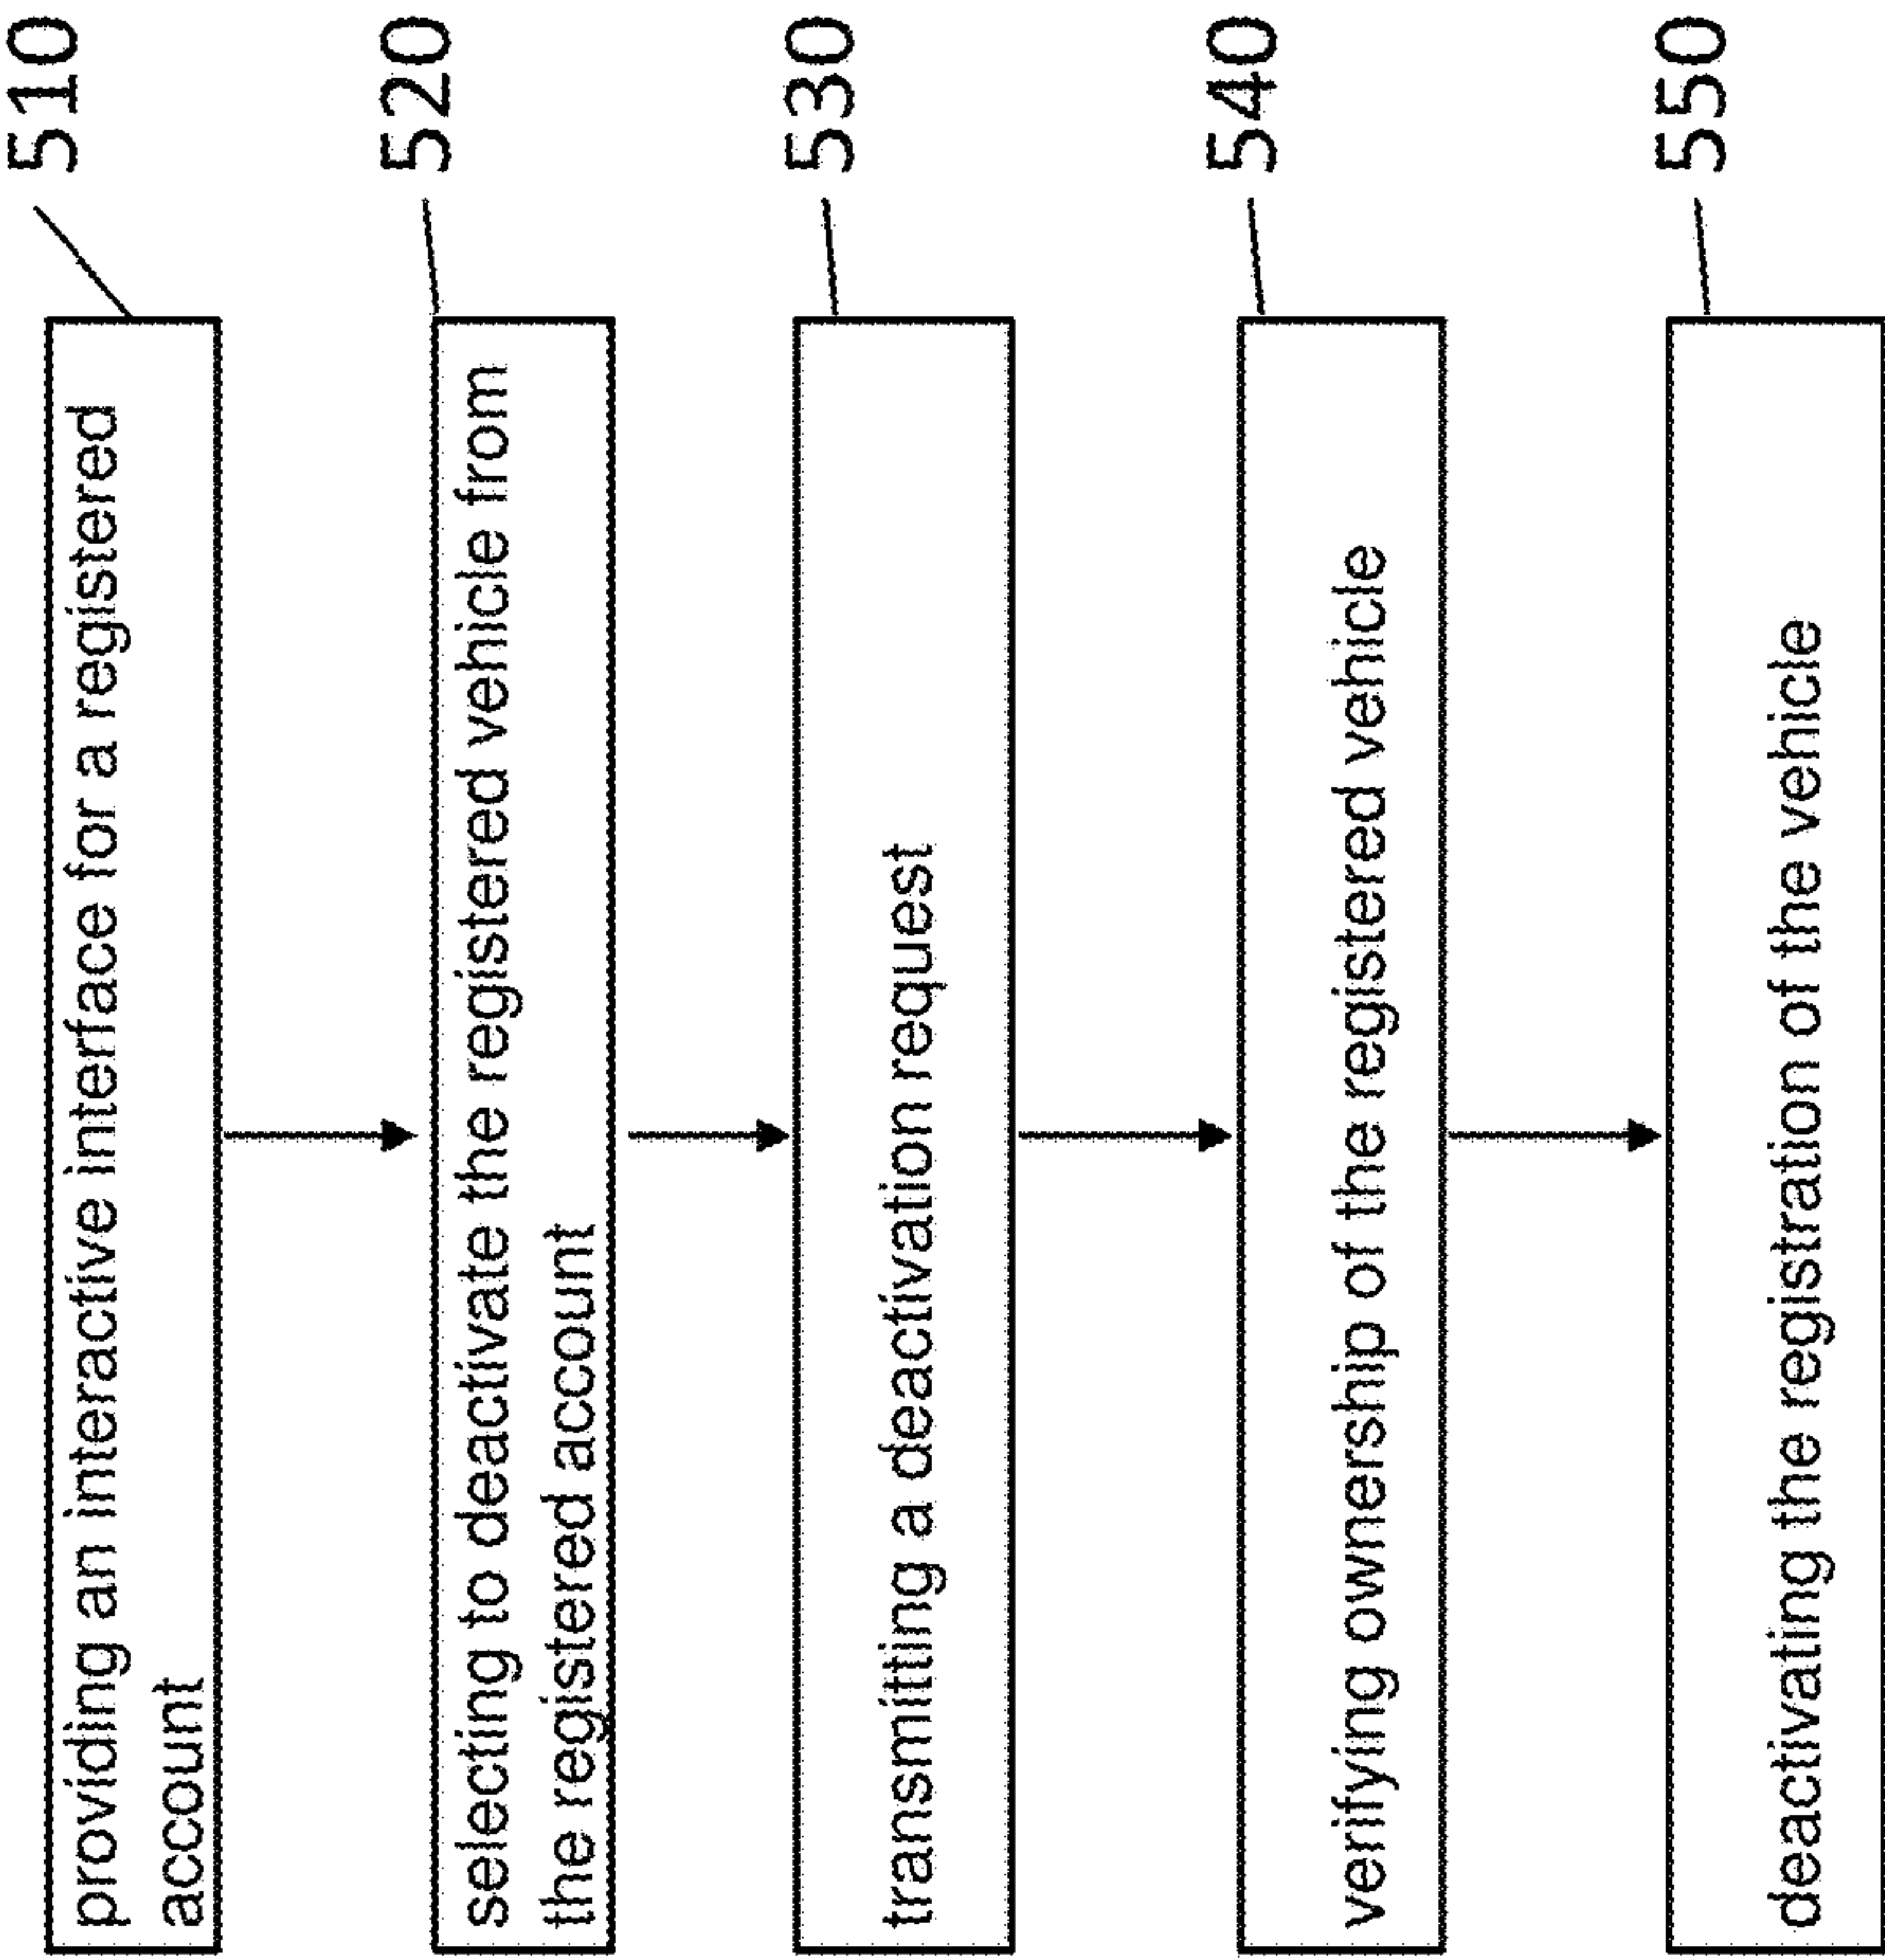 providing an interactive interface for a registered
account
510
selecting to deactivate the registered vehicle from
the registered account
520
transmitting a deactivation request
530
verifying ownership of the registered vehicle
540
deactivating the registration of the vehicle
550